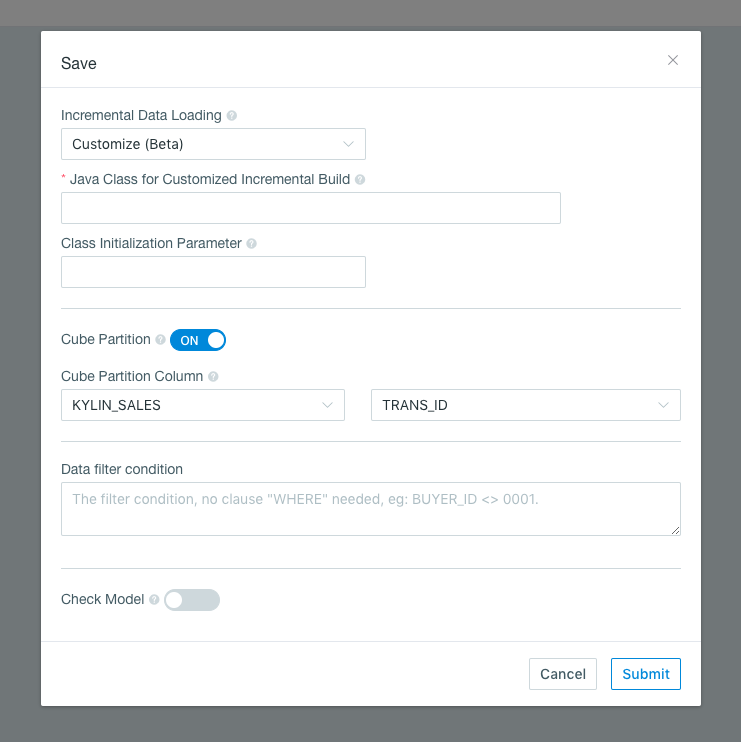 Save
Incremental Data Loading ?
Customize (Beta)
* Java Class for Customized Incremental Build ?
Class Initialization Parameter ?
Cube Partition ? ON
Cube Partition Column ?
KYLIN_SALES TRANS_ID
Data filter condition
The filter condition, no clause "WHERE" needed, eg: BUYER_ID <> 0001.
Check Model ?
Cancel Submit